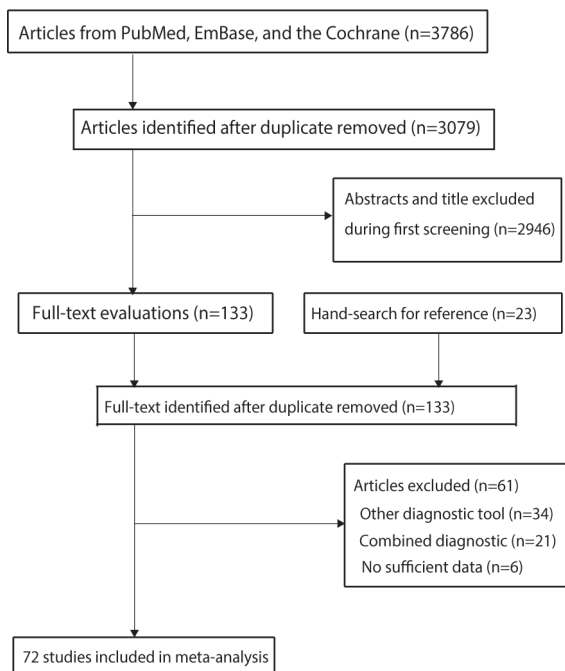 Articles from PubMed, EmBase, and the Cochrane (n=3786)
Articles identified after duplicate removed (n=3079)
Abstracts and title excluded
during first screening (n=2946)
Full-text evaluations (n=133)
Hand-search for reference (n=23)
Full-text identified after duplicate removed (n=133)
Articles excluded (n=61)
Other diagnostic tool (n=34)
Combined diagnostic (n=21)
No sufficient data (n=6)
72 studies included in meta-analysis